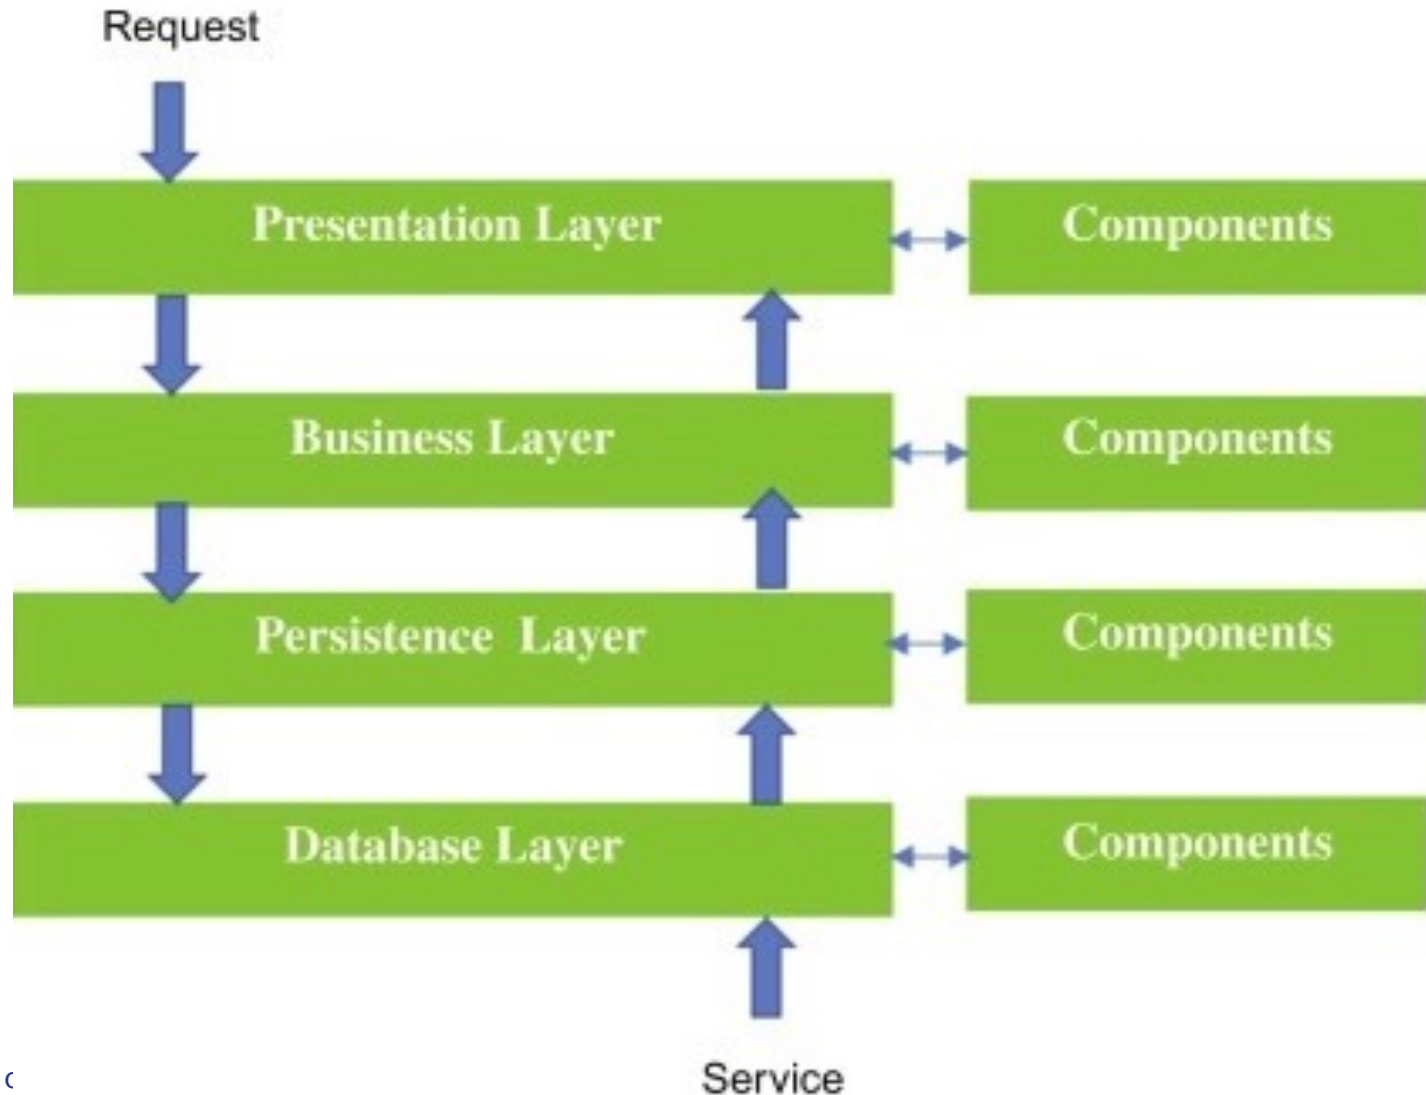 Request
Presentation Layer
Components
Business Layer
Components
Persistence Layer
Components
Database Layer
Components
Service